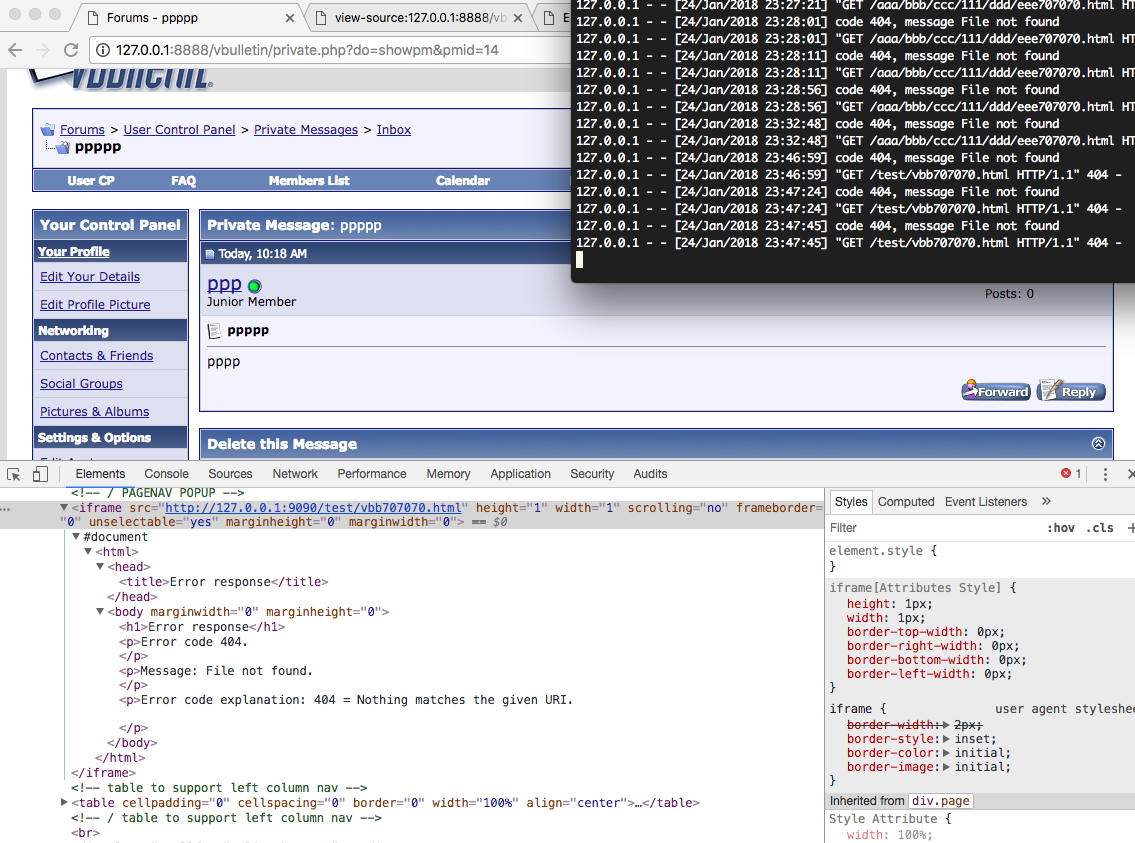 Forums - ppppp
view-source:127.0.0.1:8888/vb
E
127.0.0.1:8888/vbulletin/private.php?do=showpm&pmid=14
127.0.0.1 - - [24/Jan/2018 23:27:21] "GET /aaa/bbb/ccc/111/ddd/eee707070.html HT
127.0.0.1 - - [24/Jan/2018 23:28:01] code 404, message File not found
127.0.0.1 - - [24/Jan/2018 23:28:01] "GET /aaa/bbb/ccc/111/ddd/eee707070.html HT
127.0.0.1 - - [24/Jan/2018 23:28:11] code 404, message File not found
127.0.0.1 - - [24/Jan/2018 23:28:11] "GET /aaa/bbb/ccc/111/ddd/eee707070.html HT
127.0.0.1 - - [24/Jan/2018 23:28:56] code 404, message File not found
127.0.0.1 - - [24/Jan/2018 23:28:56] "GET /aaa/bbb/ccc/111/ddd/eee707070.html HT
127.0.0.1 - - [24/Jan/2018 23:32:48] code 404, message File not found
127.0.0.1 - - [24/Jan/2018 23:32:48] "GET /aaa/bbb/ccc/111/ddd/eee707070.html HT
127.0.0.1 - - [24/Jan/2018 23:46:59] code 404, message File not found
127.0.0.1 - - [24/Jan/2018 23:46:59] "GET /test/vbb707070.html HTTP/1.1" 404 -
127.0.0.1 - - [24/Jan/2018 23:47:24] code 404, message File not found
127.0.0.1 - - [24/Jan/2018 23:47:24] "GET /test/vbb707070.html HTTP/1.1" 404 -
127.0.0.1 - - [24/Jan/2018 23:47:45] code 404, message File not found
127.0.0.1 - - [24/Jan/2018 23:47:45] "GET /test/vbb707070.html HTTP/1.1" 404 -
Forums > User Control Panel > Private Messages > Inbox
ppppp
User CP FAQ Members List Calendar
Your Control Panel
Your Profile
Edit Your Details
Edit Profile Picture
Networking
Contacts & Friends
Social Groups
Pictures & Albums
Settings & Options
Private Message: ppppp
Today, 10:18 AM
ppp
Junior Member
Posts: 0
ppppp
pppp
Forward Reply
Delete this Message
Elements Console Sources Network Performance Memory Application Security Audits 1
<!-- / PAGENAV POPUP -->
<iframe src="http://127.0.0.1:9090/test/vbb707070.html" height="1" width="1" scrolling="no" frameborder=
"0" unselectable="yes" marginheight="0" marginwidth="0"> == $0
#document
<html>
<head>
<title>Error response</title>
</head>
<body marginwidth="0" marginheight="0">
<h1>Error response</h1>
<p>Error code 404.
</p>
<p>Message: File not found.
</p>
<p>Error code explanation: 404 = Nothing matches the given URI.
</p>
</body>
</html>
</iframe>
<!-- table to support left column nav -->
<table cellpadding="0" cellspacing="0" border="0" width="100%" align="center">…</table>
<!-- / table to support left column nav -->
<br>
Styles Computed Event Listeners »
Filter :hov .cls +
element.style {
}
iframe[Attributes Style] {
height: 1px;
width: 1px;
border-top-width: 0px;
border-right-width: 0px;
border-bottom-width: 0px;
border-left-width: 0px;
}
iframe { user agent styleshee
border-width: 2px;
border-style: inset;
border-color: initial;
border-image: initial;
}
Inherited from div.page
Style Attribute {
width: 100%;